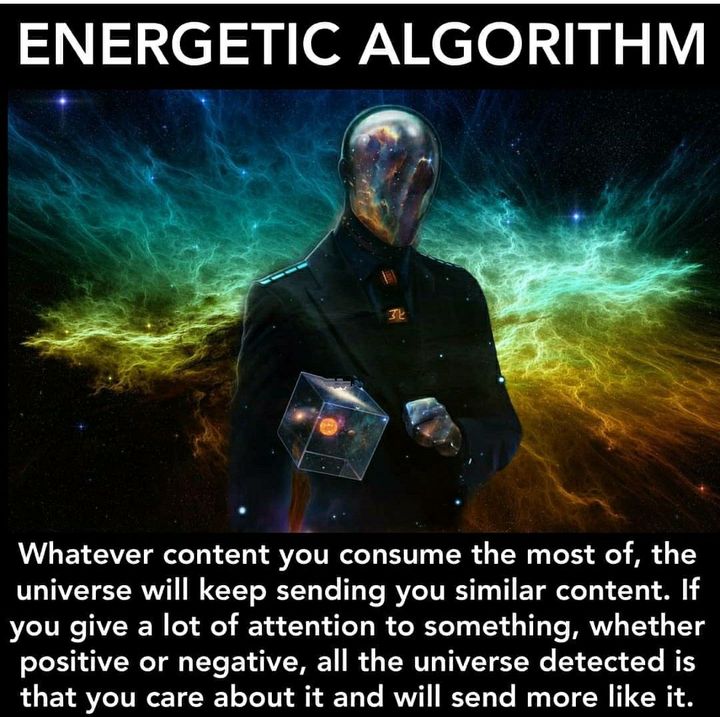 ENERGETIC ALGORITHM
Whatever content you consume the most of, the
universe will keep sending you similar content. If
you give a lot of attention to something, whether
positive or negative, all the universe detected is
that you care about it and will send more like it.